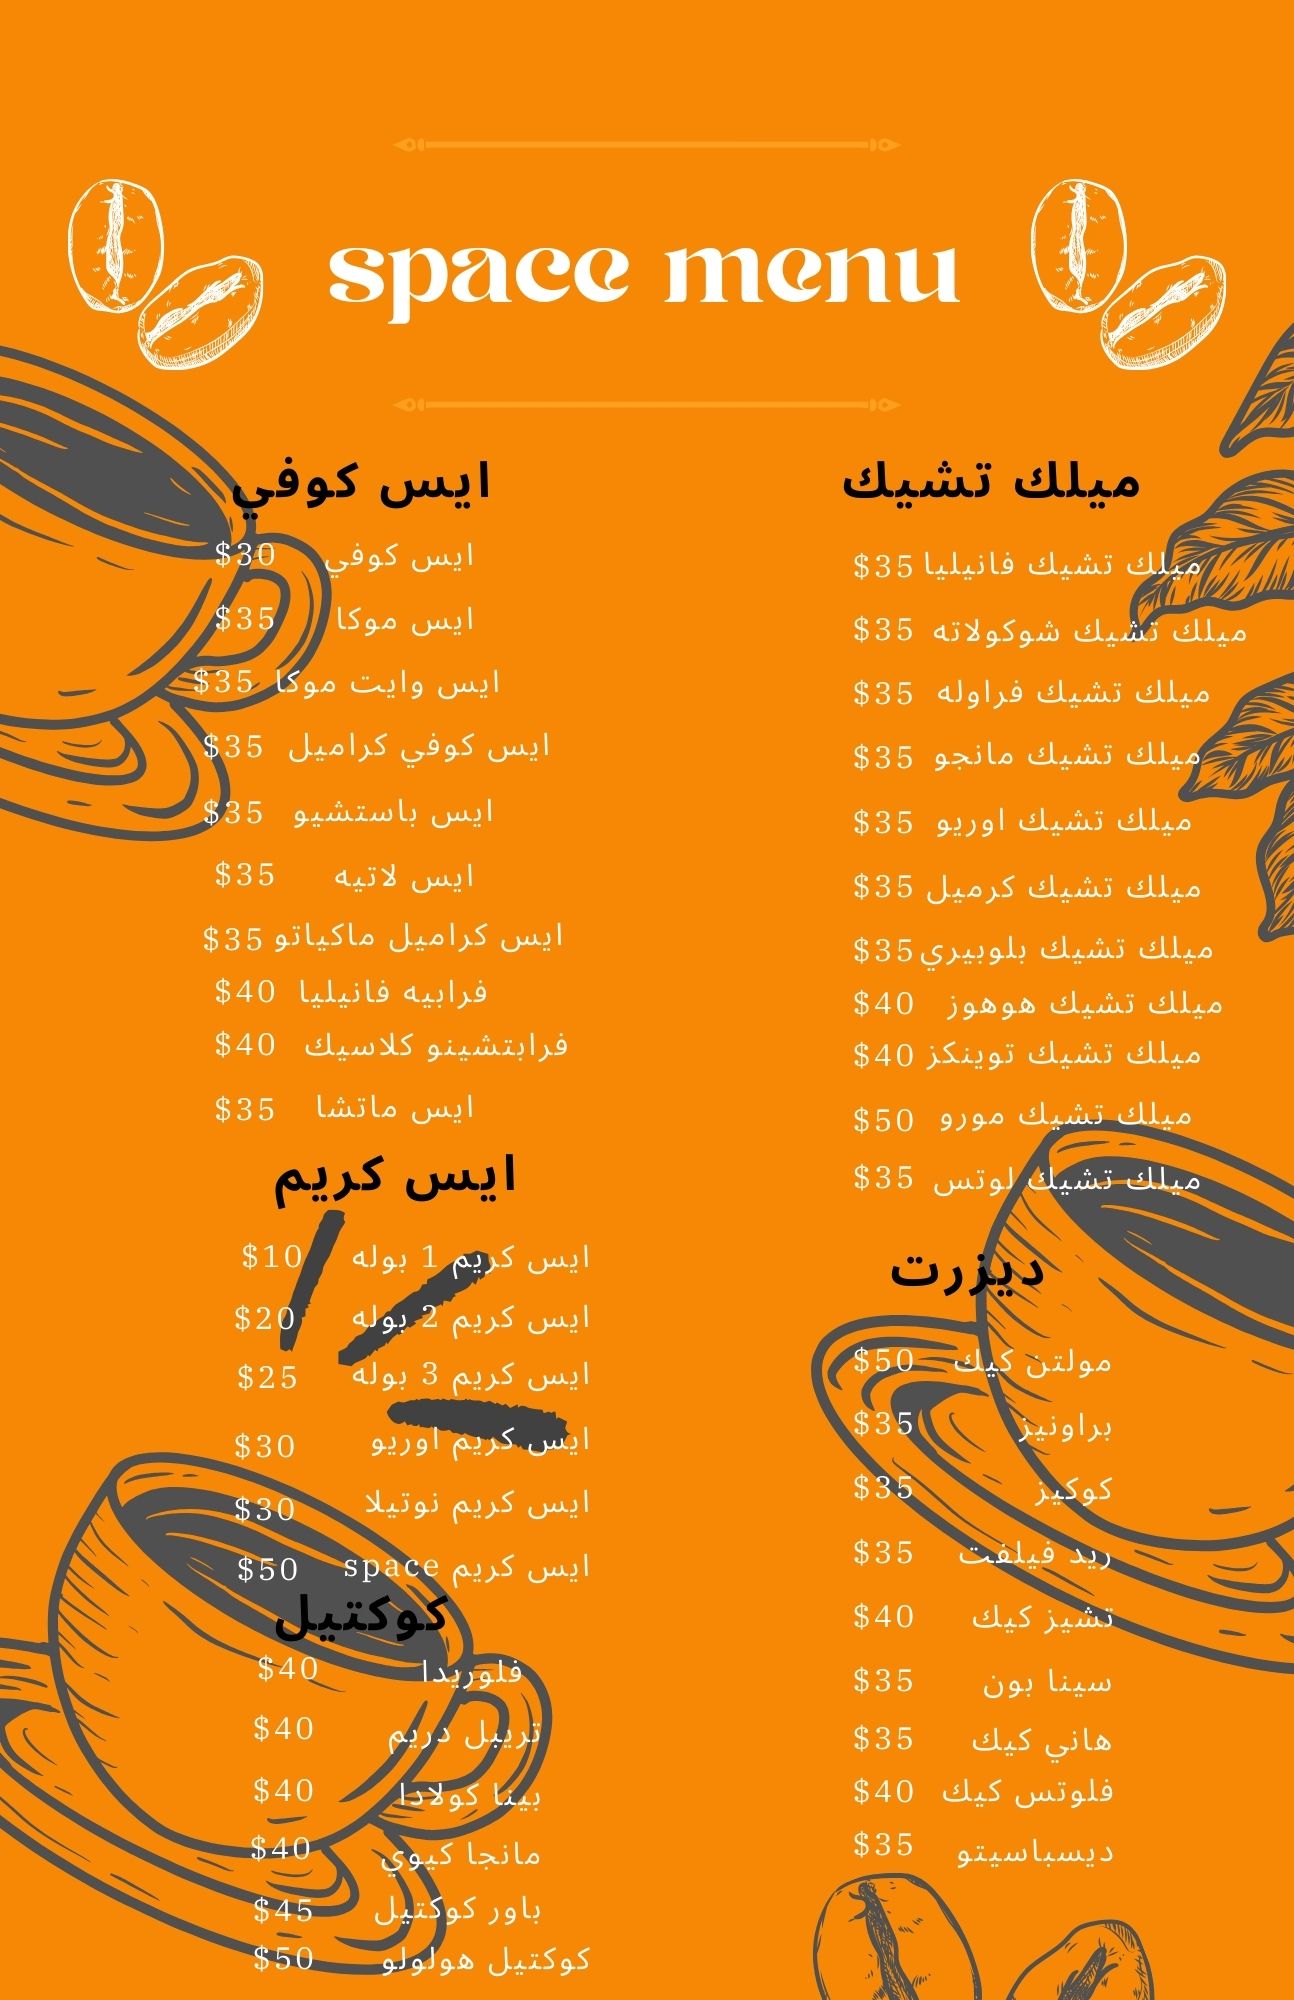 space menu
ميلك تشيك
ميلك تشيك فانيليا $35
ميلك تشيك شوكولاته $35
ميلك تشيك فراوله $35
ميلك تشيك مانجو $35
ميلك تشيك اوريو $35
ميلك تشيك كرميل $35
ميلك تشيك بلوبيري $35
ميلك تشيك هوهوز $40
ميلك تشيك توينكز $40
ميلك تشيك مورو $50
ميلك تشيك لوتس $35
ديزرت
مولتن كيك $50
براونيز $35
كوكيز $35
ريد فيلفت $35
تشيز كيك $40
سينا بون $35
هاني كيك $35
فلوتس كيك $40
ديسباسيتو $35
ايس كوفي
ايس كوفي $30
ايس موكا $35
ايس وايت موكا $35
ايس كوفي كراميل $35
ايس باستشيو $35
ايس لاتيه $35
ايس كراميل ماكياتو $35
فرابيه فانيليا $40
فرابتشينو كلاسيك $40
ايس ماتشا $35
ايس كريم
ايس كريم 1 بوله $10
ايس كريم 2 بوله $20
ايس كريم 3 بوله $25
ايس كريم اوريو $30
ايس كريم نوتيلا $30
ايس كريم space $50
كوكتيل
فلوريدا $40
تريبل دريم $40
بينا كولادا $40
مانجا كيوي $40
باور كوكتيل $45
كوكتيل هولولو $50